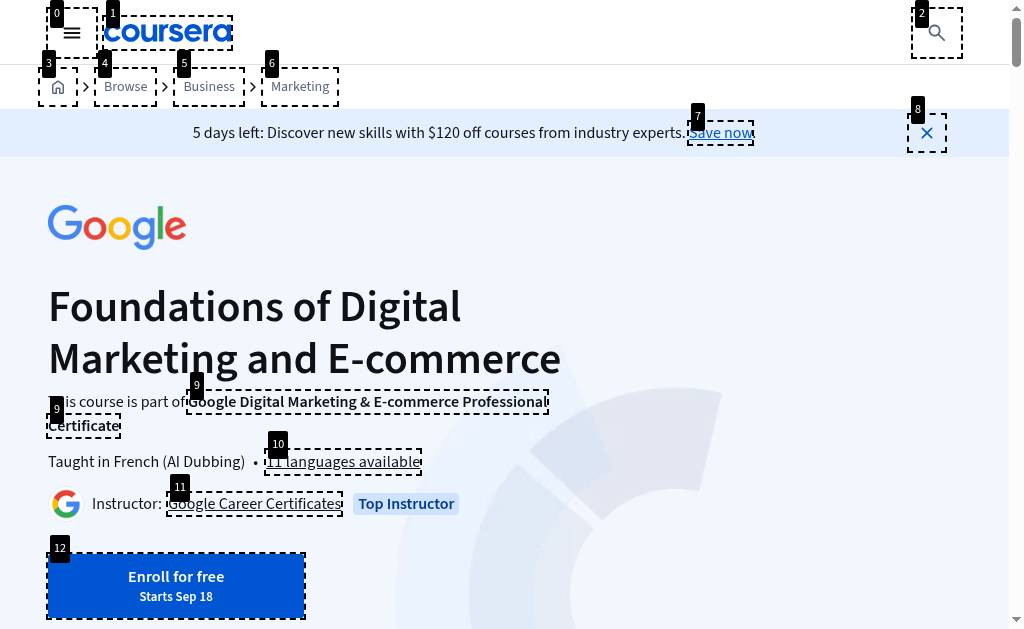 0
1
2
coursera
3
4
5
6
Browse
Business
Marketing
7
8
5 days left: Discover new skills with $120 off courses from industry experts. Save now
Google
Foundations of Digital
Marketing and E-commerce
9
This course is part of Google Digital Marketing & E-commerce Professional
9
Certificate
10
Taught in French (AI Dubbing) • 11 languages available
11
Instructor: Google Career Certificates Top Instructor
12
Enroll for free
Starts Sep 18